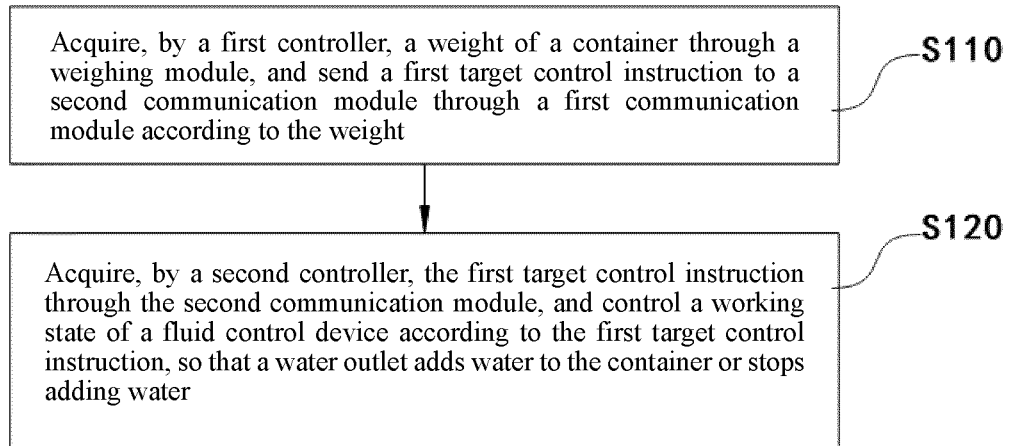 Acquire, by a first controller, a weight of a container through a
weighing module, and send a first target control instruction to a
second communication module through a first communication
module according to the weight
S110
Acquire, by a second controller, the first target control instruction
through the second communication module, and control a working
state of a fluid control device according to the first target control
instruction, so that a water outlet adds water to the container or stops
adding water
S120